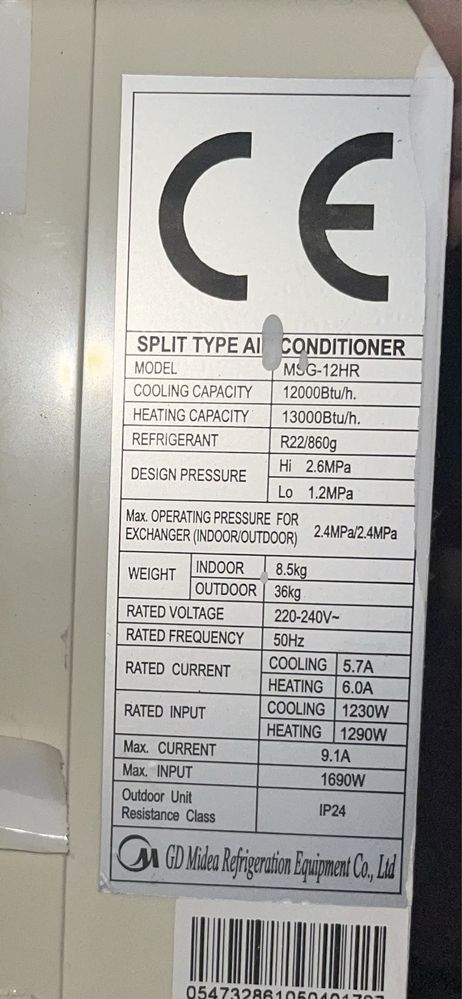 CE
SPLIT TYPE AIR CONDITIONER
MODEL MSG-12HR
COOLING CAPACITY 12000Btu/h.
HEATING CAPACITY 13000Btu/h.
REFRIGERANT R22/860g
DESIGN PRESSURE Hi 2.6MPa
Lo 1.2MPa
Max. OPERATING PRESSURE FOR
EXCHANGER (INDOOR/OUTDOOR) 2.4MPa/2.4MPa
WEIGHT INDOOR 8.5kg
OUTDOOR 36kg
RATED VOLTAGE 220-240V~
RATED FREQUENCY 50Hz
RATED CURRENT COOLING 5.7A
HEATING 6.0A
RATED INPUT COOLING 1230W
HEATING 1290W
Max. CURRENT 9.1A
Max. INPUT 1690W
Outdoor Unit
Resistance Class IP24
GD Midea Refrigeration Equipment Co., Ltd